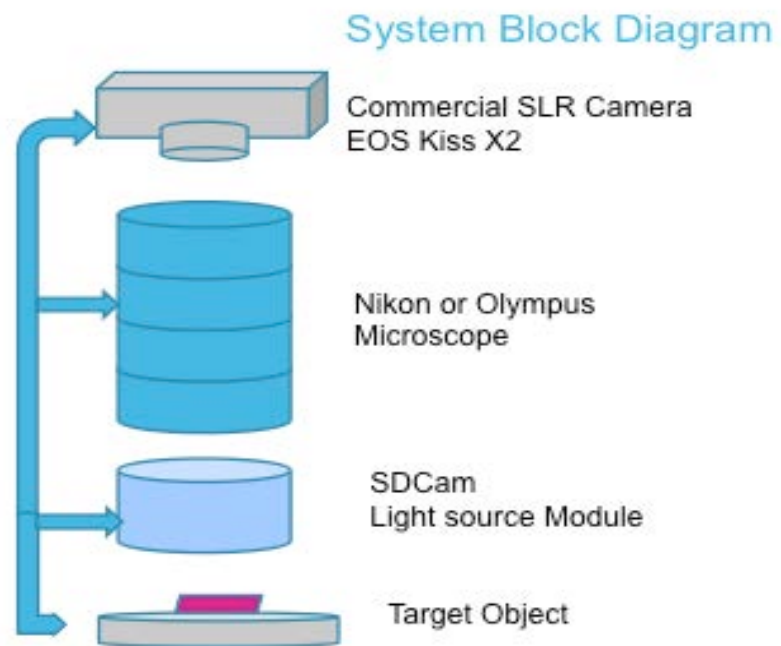 System Block Diagram
Commercial SLR Camera
EOS Kiss X2
Nikon or Olympus
Microscope
SDCam
Light source Module
Target Object